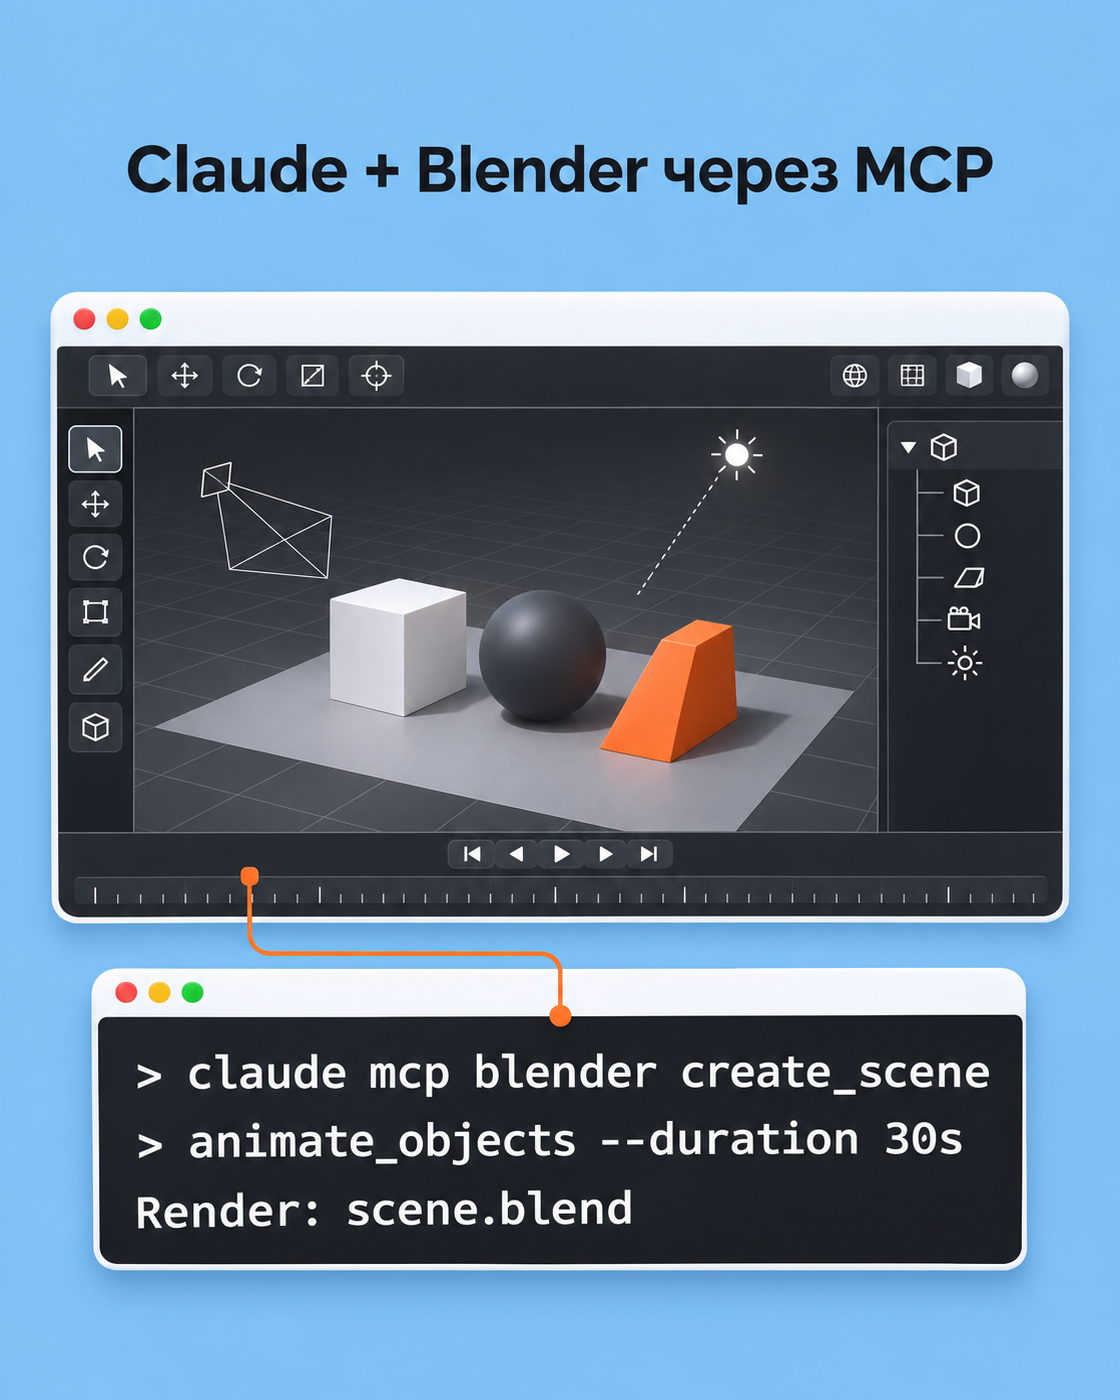 Claude + Blender через MCP
> claude mcp blender create_scene
> animate_objects --duration 30s
Render: scene.blend